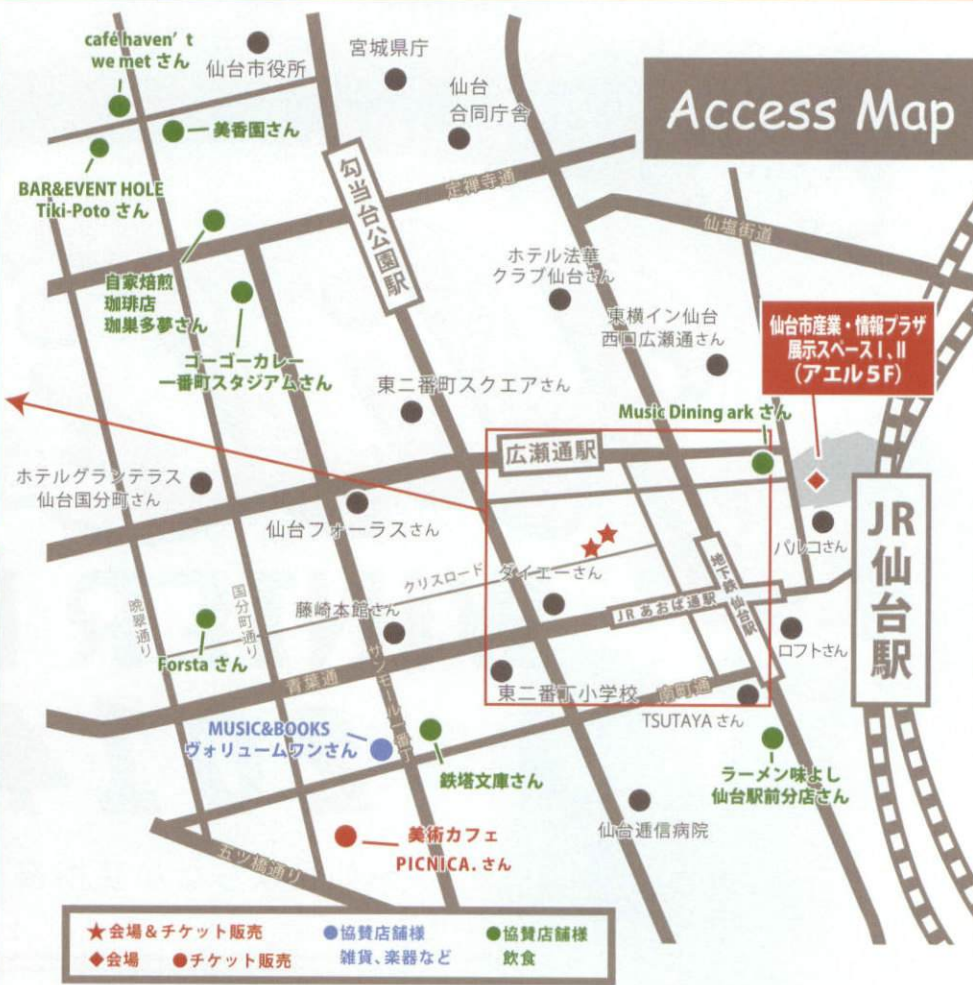 Access Map
café haven't
we met さん
仙台市役所
宮城県庁
仙台
合同庁舎
美香園さん
BAR&EVENT HOLE
Tiki-Poto さん
勾当台公園駅
定禅寺通
仙塩街道
自家焙煎
珈琲店
珈巣多夢さん
ホテル法華
クラブ仙台さん
ゴーゴーカレー
一番町スタジアムさん
東横イン仙台
西口広瀬通さん
仙台市産業・情報プラザ
展示スペースⅠ、Ⅱ
(アエル5F)
東二番町スクエアさん
Music Dining ark さん
広瀬通駅
ホテルグランテラス
仙台国分町さん
仙台フォーラスさん
JR仙台駅
パルコさん
クリスロード
ダイエーさん
地下鉄仙台駅
晩翠通り
国分町通り
藤崎本館さん
JRあおば通駅
ロフトさん
Forsta さん
青葉通
サンモール一番丁
東二番丁小学校
南町通
TSUTAYA さん
MUSIC&BOOKS
ヴォリュームワンさん
鉄塔文庫さん
ラーメン味よし
仙台駅前分店さん
仙台逓信病院
美術カフェ
PICNICA. さん
五ツ橋通り
★会場&チケット販売
●協賛店舗様
●協賛店舗様
◆会場 ●チケット販売
雑貨、楽器など
飲食